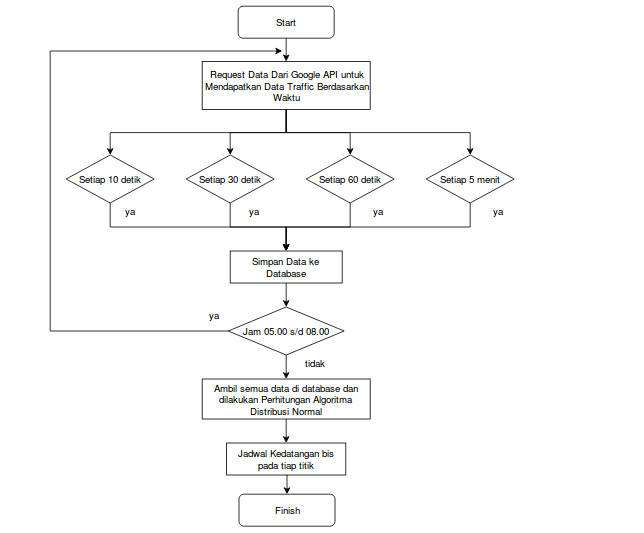 Start
Request Data Dari Google API untuk
Mendapatkan Data Traffic Berdasarkan
Waktu
Setiap 10 detik
Setiap 30 detik
Setiap 60 detik
Setiap 5 menit
ya
ya
ya
ya
Simpan Data ke
Database
ya
Jam 05.00 s/d 08.00
tidak
Ambil semua data di database dan
dilakukan Perhitungan Algoritma
Distribusi Normal
Jadwal Kedatangan bis
pada tiap titik
Finish